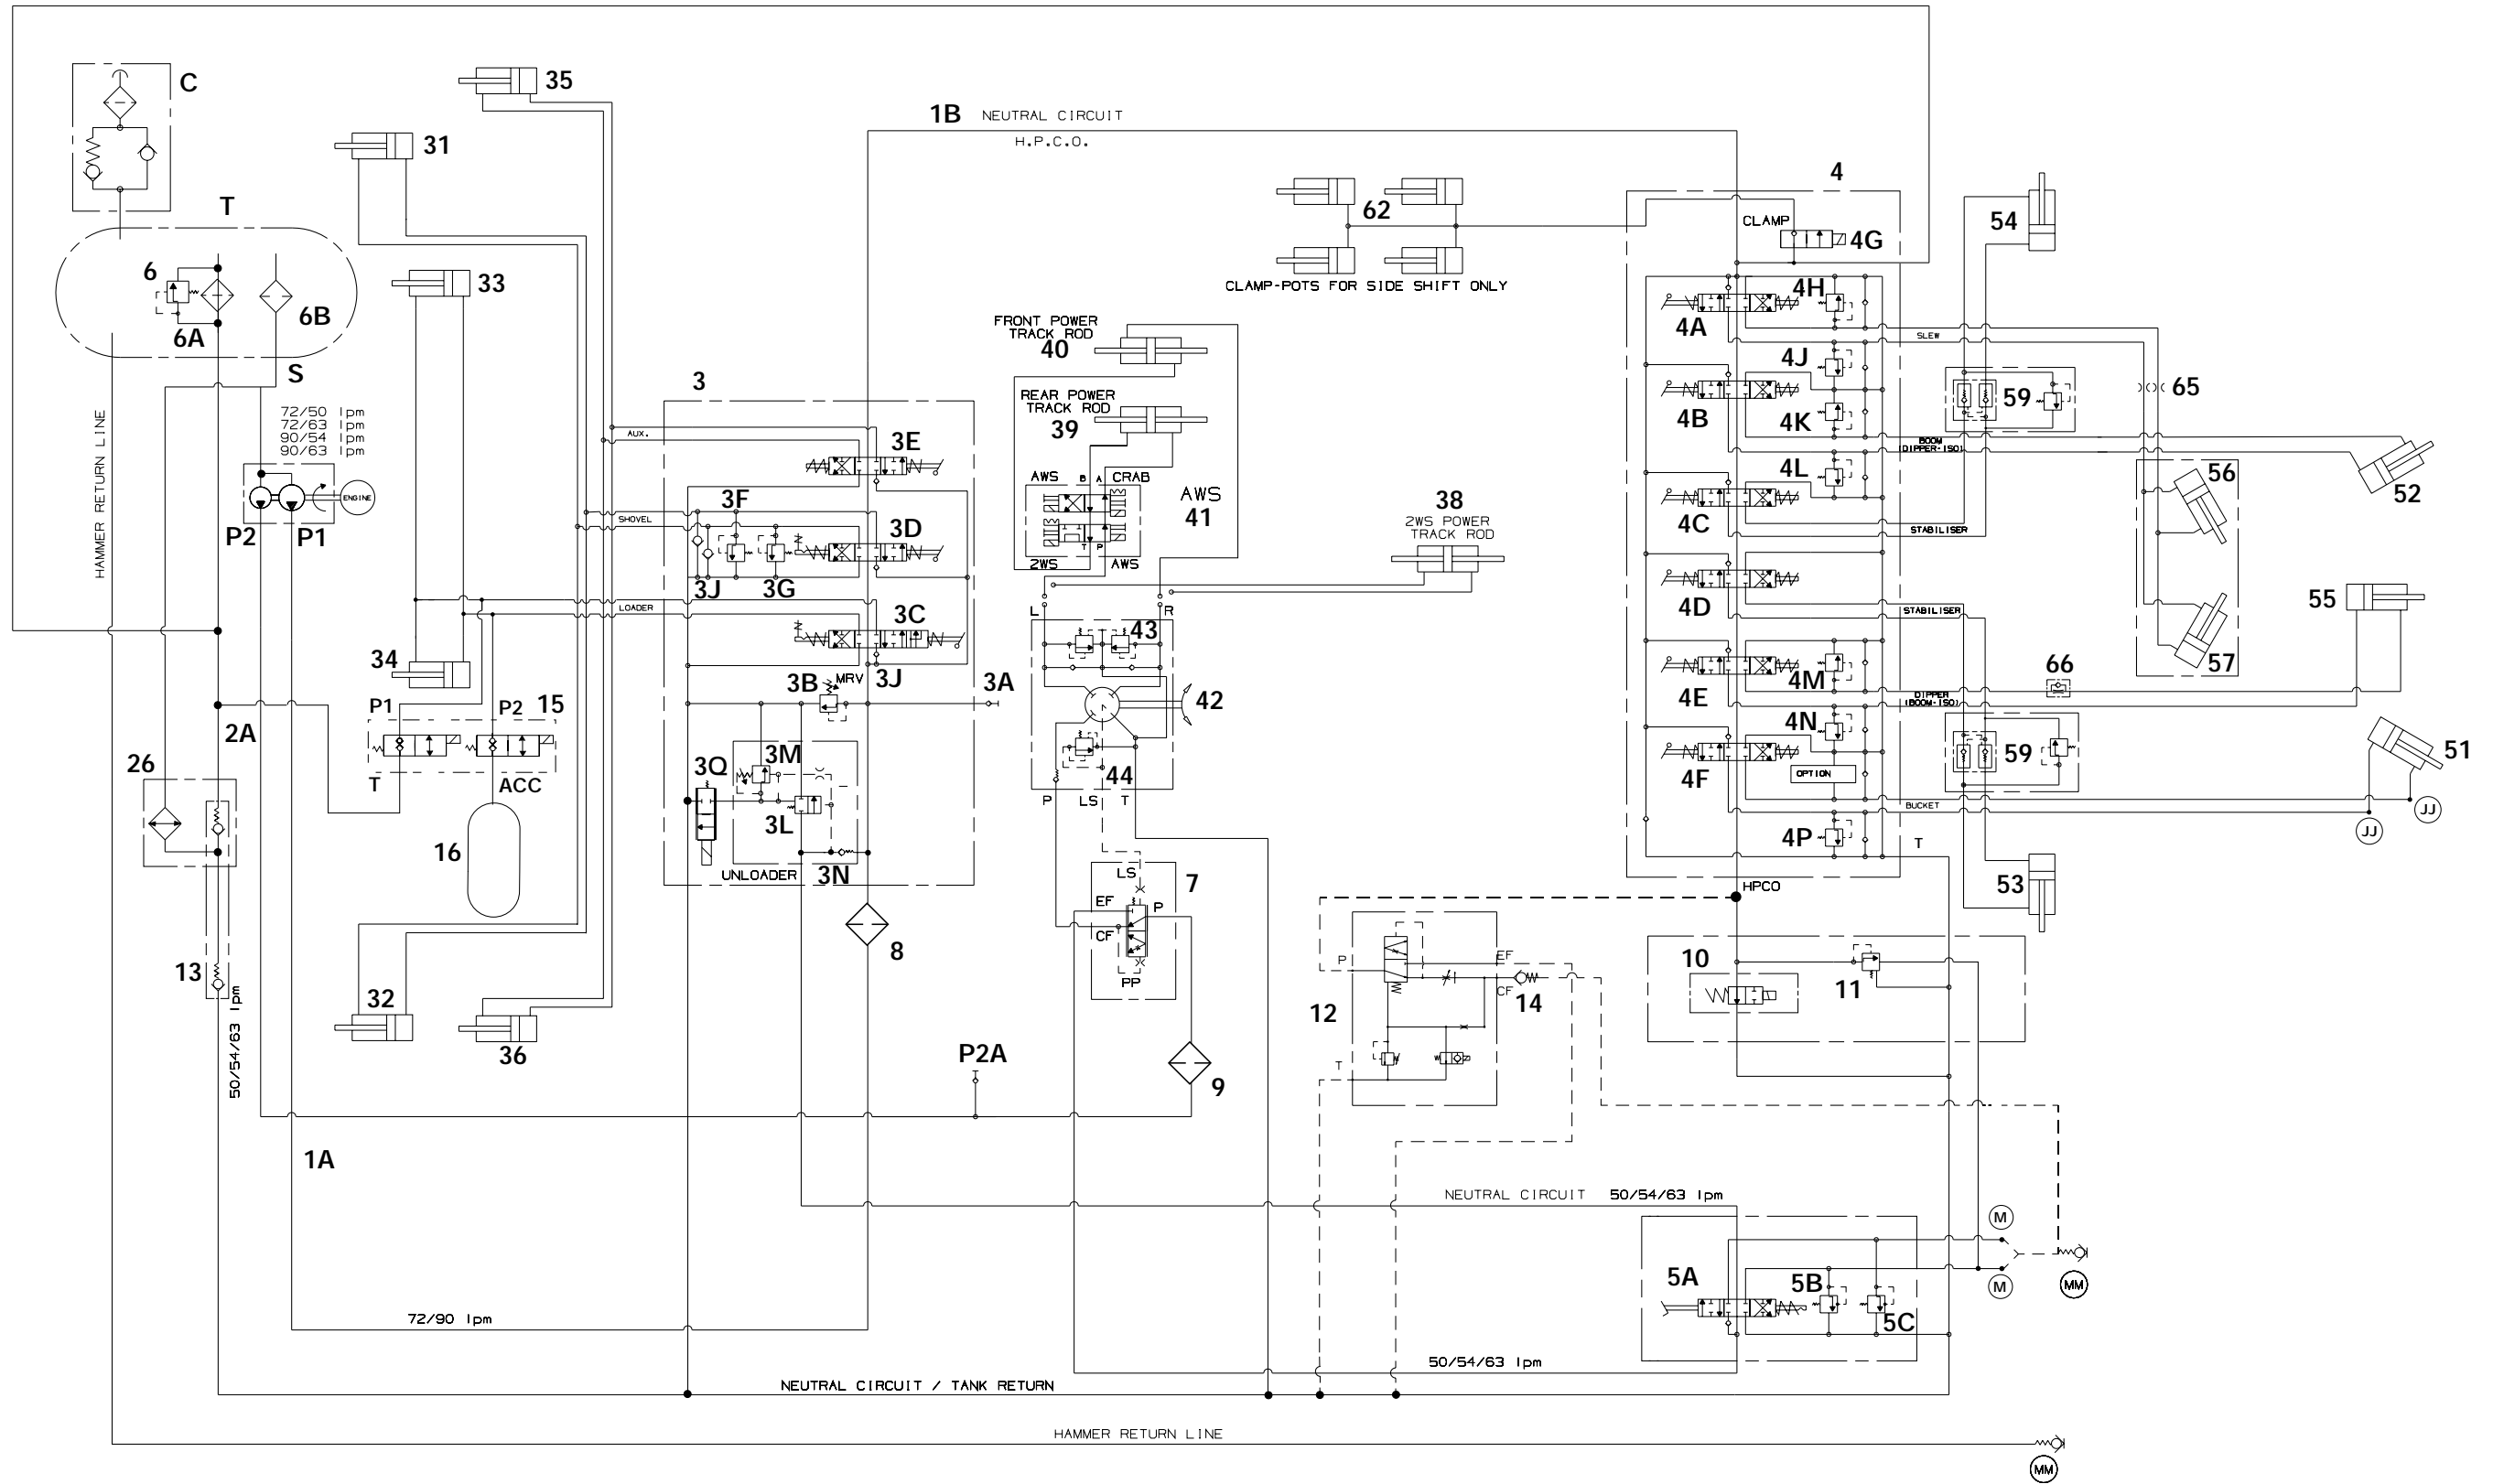 C
35
31
1B NEUTRAL CIRCUIT
H.P.C.O.
4
T
62
CLAMP
4G
54
6
33
CLAMP-POTS FOR SIDE SHIFT ONLY
4H
6B
6A
FRONT POWER
TRACK ROD
40
4A
SLEW
S
3
4J
REAR POWER
TRACK ROD
39
4B
59
65
72/50 lpm
72/63 lpm
90/54 lpm
90/63 lpm
HAMMER RETURN LINE
AUX.
3E
4K
BOOM
(DIPPER-ISO)
AWS
B
A
CRAB
4L
56
52
ENGINE
P2
P1
3F
AWS
41
38
2WS POWER
TRACK ROD
4C
STABILISER
SHOVEL
3D
T
P
2WS
AWS
3J
3G
4D
55
LOADER
3C
L
R
STABILISER
43
34
57
3B
MRV
3J
3A
66
4M
4E
DIPPER
(BOOM-ISO)
P1
P2
15
42
2A
4N
51
26
3M
3Q
59
4F
OPTION
T
ACC
44
P
LS
T
BUCKET
JJ
JJ
3L
16
4P
T
UNLOADER
3N
LS
7
HPCO
53
EF
P
CF
8
10
13
P
EF
PP
11
CF
14
12
50/54/63 lpm
32
36
P2A
9
T
1A
NEUTRAL CIRCUIT 50/54/63 lpm
M
5A
5B
M
MM
5C
72/90 lpm
50/54/63 lpm
NEUTRAL CIRCUIT / TANK RETURN
HAMMER RETURN LINE
MM